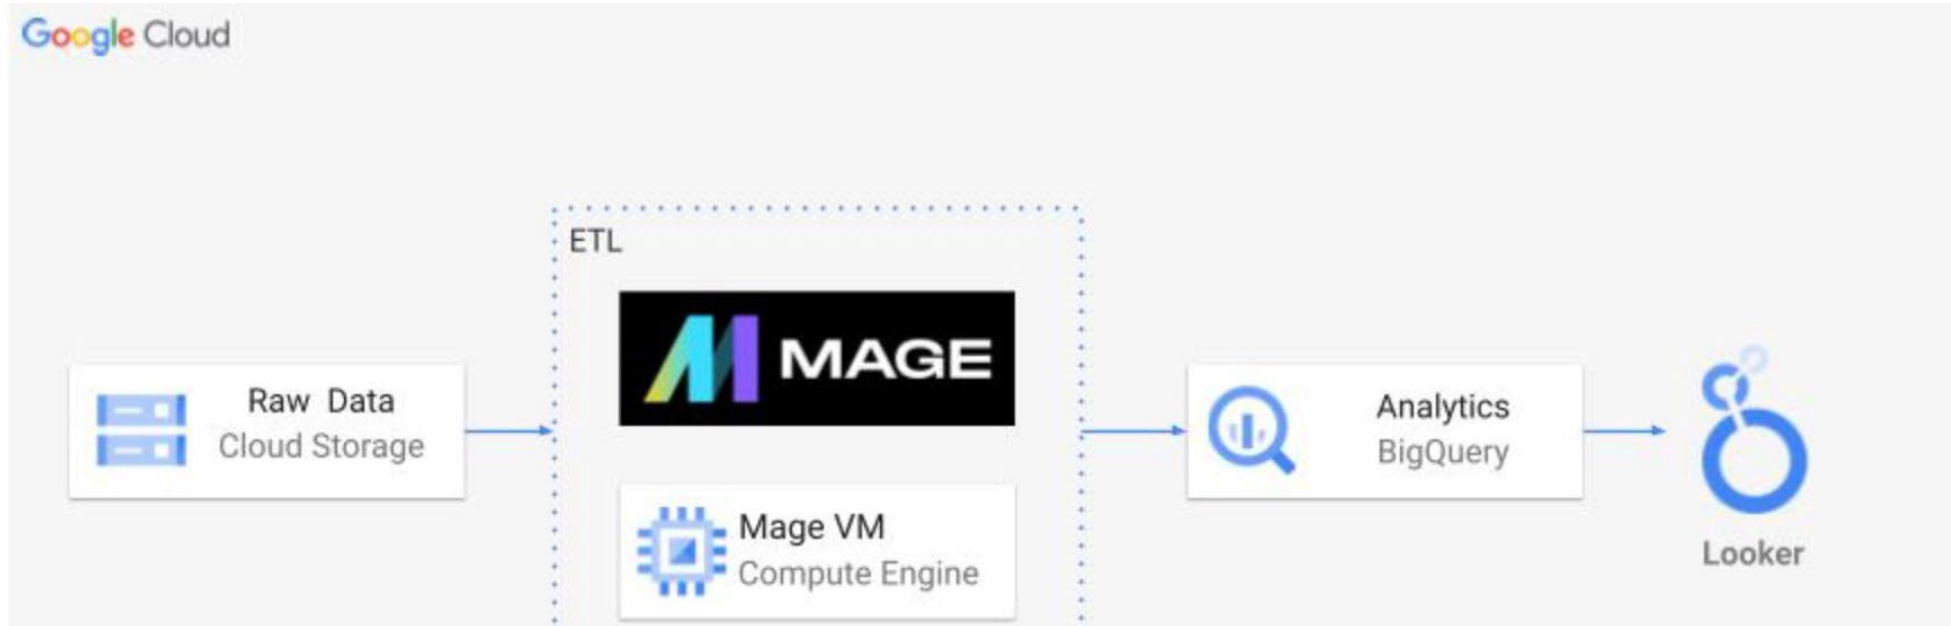 Google Cloud
ETL
MAGE
Raw Data
Cloud Storage
Mage VM
Compute Engine
Analytics
BigQuery
Looker